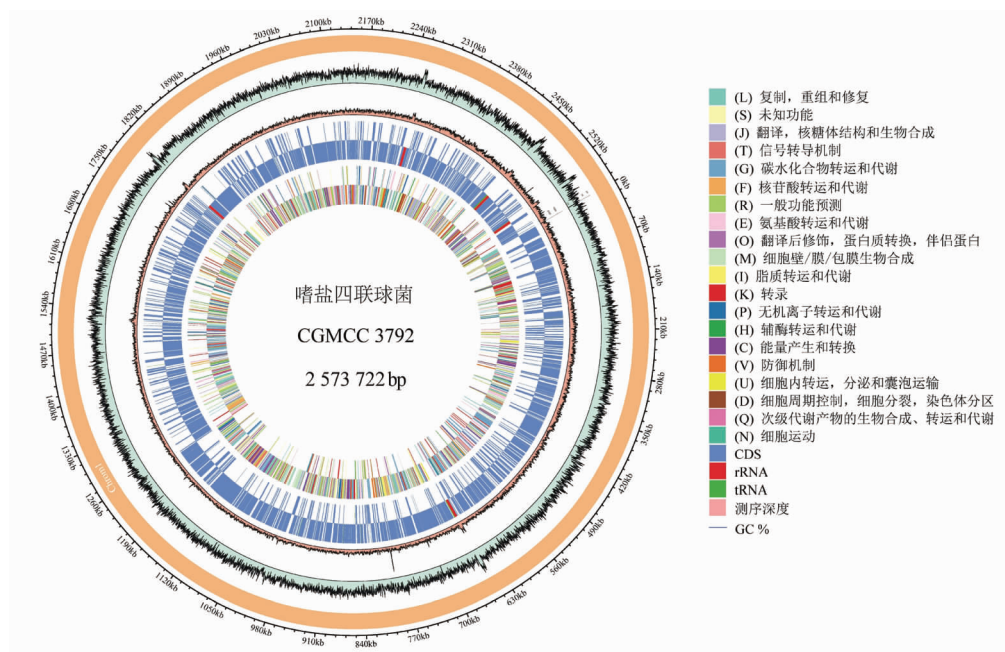 2100kb
2170kb
2240kb
2310kb
2380kb
2450kb
2520kb
0kb
70kb
140kb
210kb
280kb
350kb
420kb
490kb
560kb
630kb
700kb
770kb
840kb
910kb
980kb
1050kb
1120kb
1190kb
1260kb
1330kb
1400kb
1470kb
1540kb
1610kb
1680kb
1750kb
1820kb
1890kb
1960kb
2030kb
Chrom1
嗜盐四联球菌
CGMCC 3792
2 573 722 bp
(L) 复制，重组和修复
(S) 未知功能
(J) 翻译，核糖体结构和生物合成
(T) 信号转导机制
(G) 碳水化合物转运和代谢
(F) 核苷酸转运和代谢
(R) 一般功能预测
(E) 氨基酸转运和代谢
(O) 翻译后修饰，蛋白质转换，伴侣蛋白
(M) 细胞壁/膜/包膜生物合成
(I) 脂质转运和代谢
(K) 转录
(P) 无机离子转运和代谢
(H) 辅酶转运和代谢
(C) 能量产生和转换
(V) 防御机制
(U) 细胞内转运，分泌和囊泡运输
(D) 细胞周期控制，细胞分裂，染色体分区
(Q) 次级代谢产物的生物合成、转运和代谢
(N) 细胞运动
CDS
rRNA
tRNA
测序深度
GC %